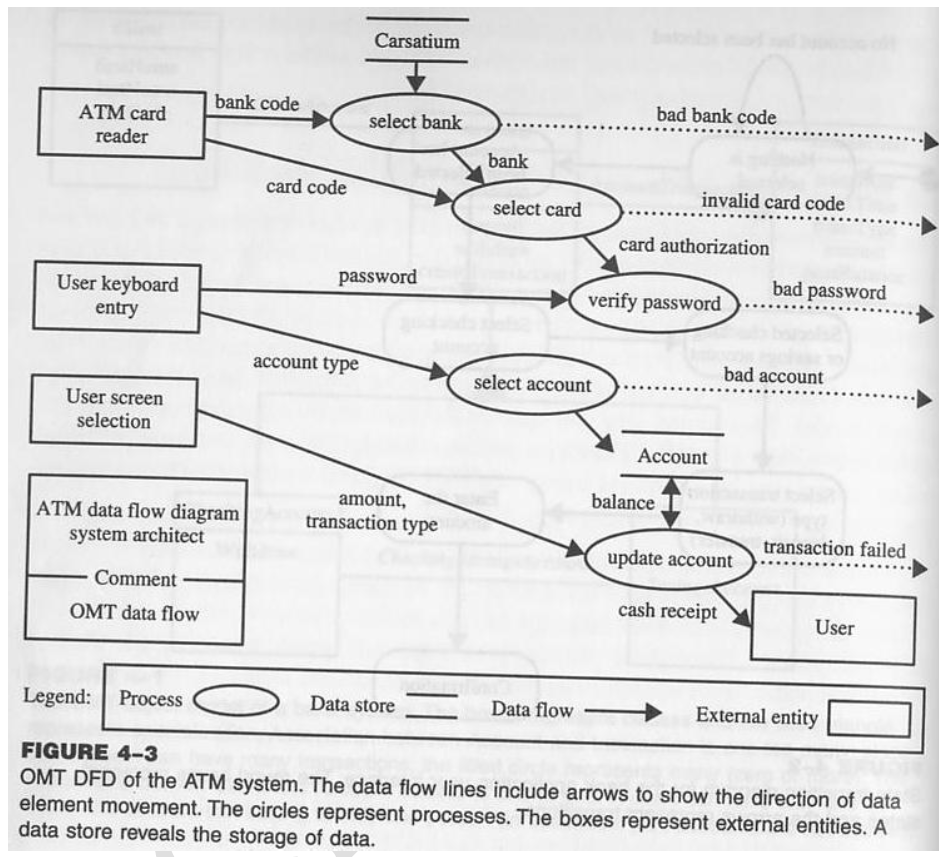 Carsatium
ATM card
reader
bank code
select bank
bad bank code
bank
card code
select card
invalid card code
card authorization
User keyboard
entry
password
verify password
bad password
account type
select account
bad account
User screen
selection
Account
balance
amount,
transaction type
update account
transaction failed
cash receipt
User
ATM data flow diagram
system architect
Comment
OMT data flow
Legend: Process Data store Data flow External entity
FIGURE 4–3
OMT DFD of the ATM system. The data flow lines include arrows to show the direction of data
element movement. The circles represent processes. The boxes represent external entities. A
data store reveals the storage of data.